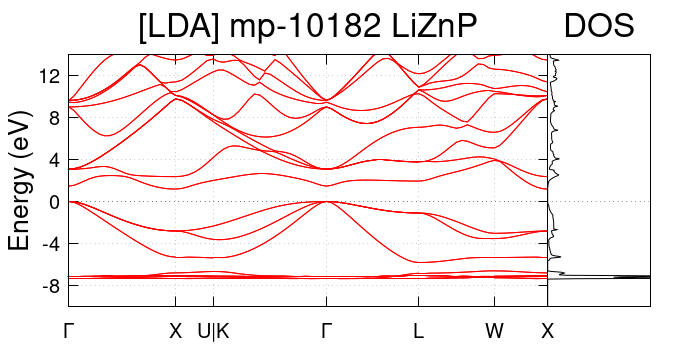 [LDA] mp-10182 LiZnP DOS
Energy (eV)
12
8
4
0
-4
-8
Γ X U|K Γ L W X